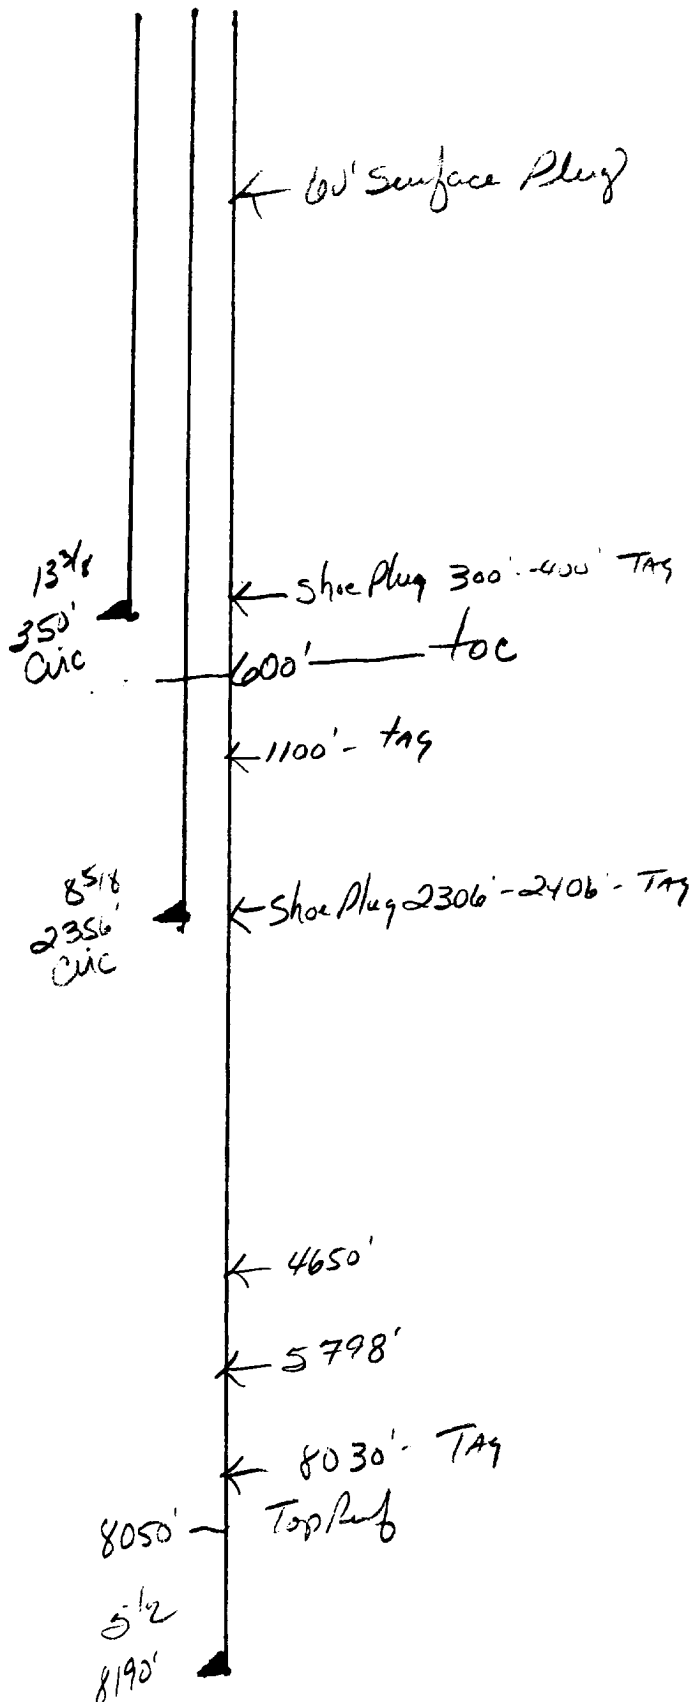 60' Surface Plug
13 3/8
350'
Circ
Shoe Plug 300'-400' TAG
600' — toc
1100' - tAg
8 5/8
2356'
Circ
Shoe Plug 2306'-2406' - TAg
4650'
5798'
8030' - TAg
8050' — Top Perf
5 1/2
8190'